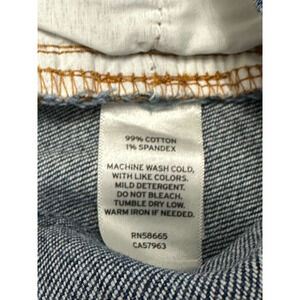 99% COTTON
1% SPANDEX
MACHINE WASH COLD,
WITH LIKE COLORS.
MILD DETERGENT.
DO NOT BLEACH.
TUMBLE DRY LOW.
WARM IRON IF NEEDED.
RN58665
CA57963